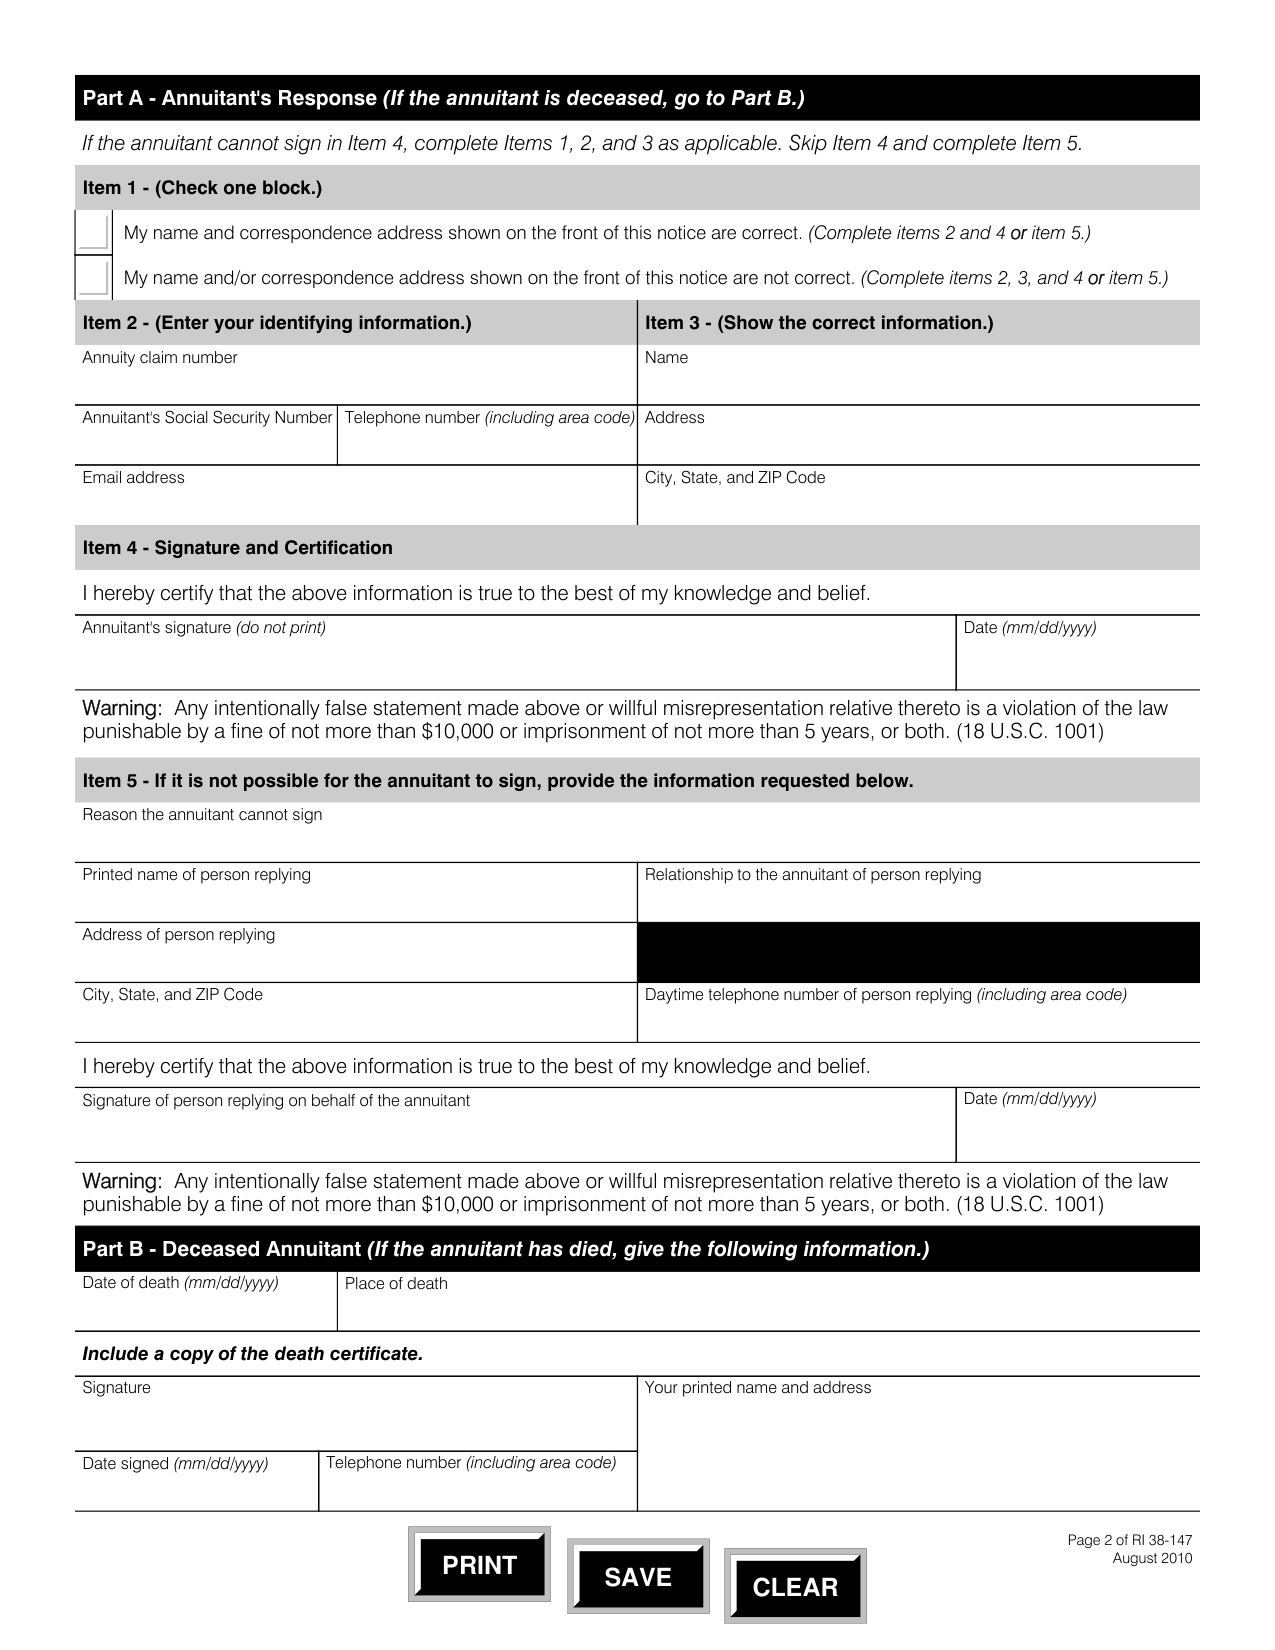 Part A - Annuitant's Response (If the annuitant is deceased, go to Part B.)
If the annuitant cannot sign in Item 4, complete Items 1, 2, and 3 as applicable. Skip Item 4 and complete Item 5.
Item 1 - (Check one block.)
My name and correspondence address shown on the front of this notice are correct. (Complete items 2 and 4 or item 5.)
My name and/or correspondence address shown on the front of this notice are not correct. (Complete items 2, 3, and 4 or item 5.)
Item 2 - (Enter your identifying information.)
Item 3 - (Show the correct information.)
Annuity claim number
Name
Annuitant's Social Security Number
Telephone number (including area code)
Address
Email address
City, State, and ZIP Code
Item 4 - Signature and Certification
I hereby certify that the above information is true to the best of my knowledge and belief.
Annuitant's signature (do not print)
Date (mm/dd/yyyy)
Warning: Any intentionally false statement made above or willful misrepresentation relative thereto is a violation of the law
punishable by a fine of not more than $10,000 or imprisonment of not more than 5 years, or both. (18 U.S.C. 1001)
Item 5 - If it is not possible for the annuitant to sign, provide the information requested below.
Reason the annuitant cannot sign
Printed name of person replying
Relationship to the annuitant of person replying
Address of person replying
City, State, and ZIP Code
Daytime telephone number of person replying (including area code)
I hereby certify that the above information is true to the best of my knowledge and belief.
Signature of person replying on behalf of the annuitant
Date (mm/dd/yyyy)
Warning: Any intentionally false statement made above or willful misrepresentation relative thereto is a violation of the law
punishable by a fine of not more than $10,000 or imprisonment of not more than 5 years, or both. (18 U.S.C. 1001)
Part B - Deceased Annuitant (If the annuitant has died, give the following information.)
Date of death (mm/dd/yyyy)
Place of death
Include a copy of the death certificate.
Signature
Your printed name and address
Date signed (mm/dd/yyyy)
Telephone number (including area code)
PRINT
SAVE
CLEAR
Page 2 of RI 38-147
August 2010